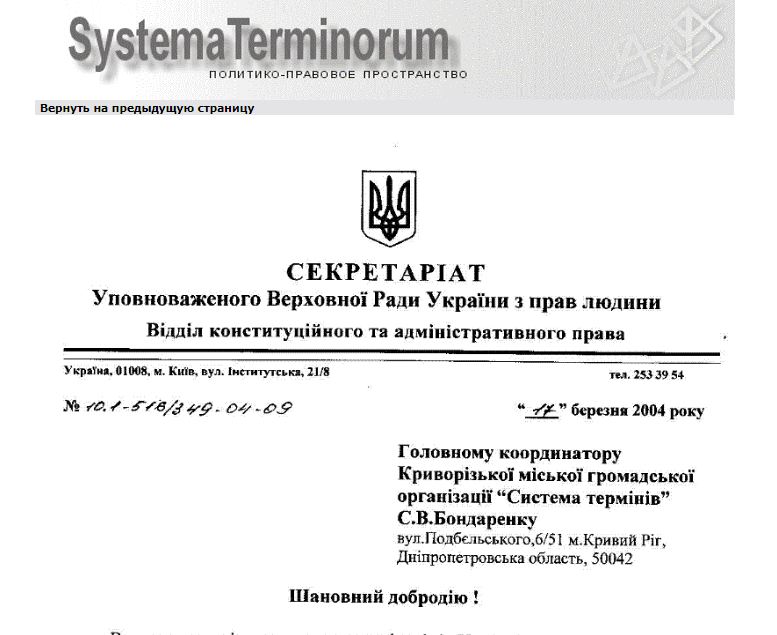 SystemaTerminorum
ПОЛИТИКО-ПРАВОВОЕ ПРОСТРАНСТВО
Вернуть на предыдущую страницу
СЕКРЕТАРІАТ
Уповноваженого Верховної Ради України з прав людини
Відділ конституційного та адміністративного права
Україна, 01008, м. Київ, вул. Інститутська, 21/8
тел. 253 39 54
№ 10.1-516/349-04-09
“ 17 ” березня 2004 року
Головному координатору
Криворізької міської громадської
організації “Система термінів”
С.В.Бондаренку
вул.Подбєльського,6/51 м.Кривий Ріг,
Дніпропетровська область, 50042
Шановний добродію !